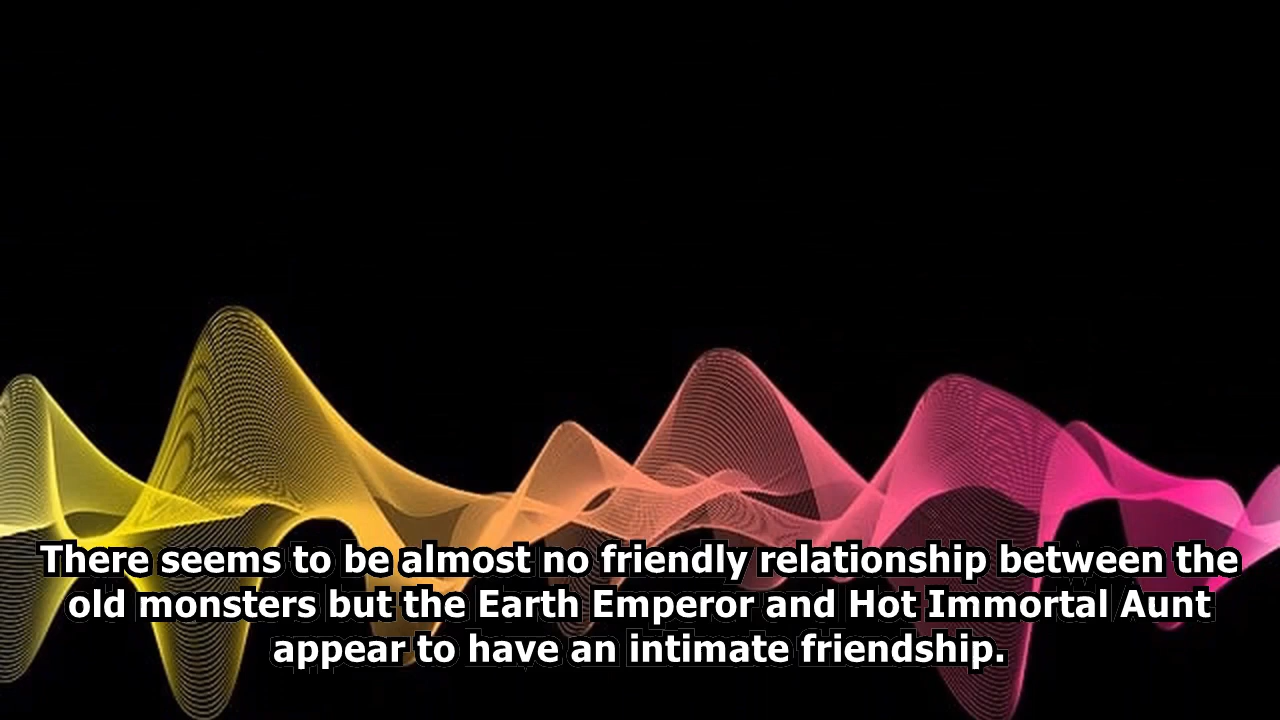 There seems to be almost no friendly relationship between the
old monsters but the Earth Emperor and Hot Immortal Aunt
appear to have an intimate friendship.